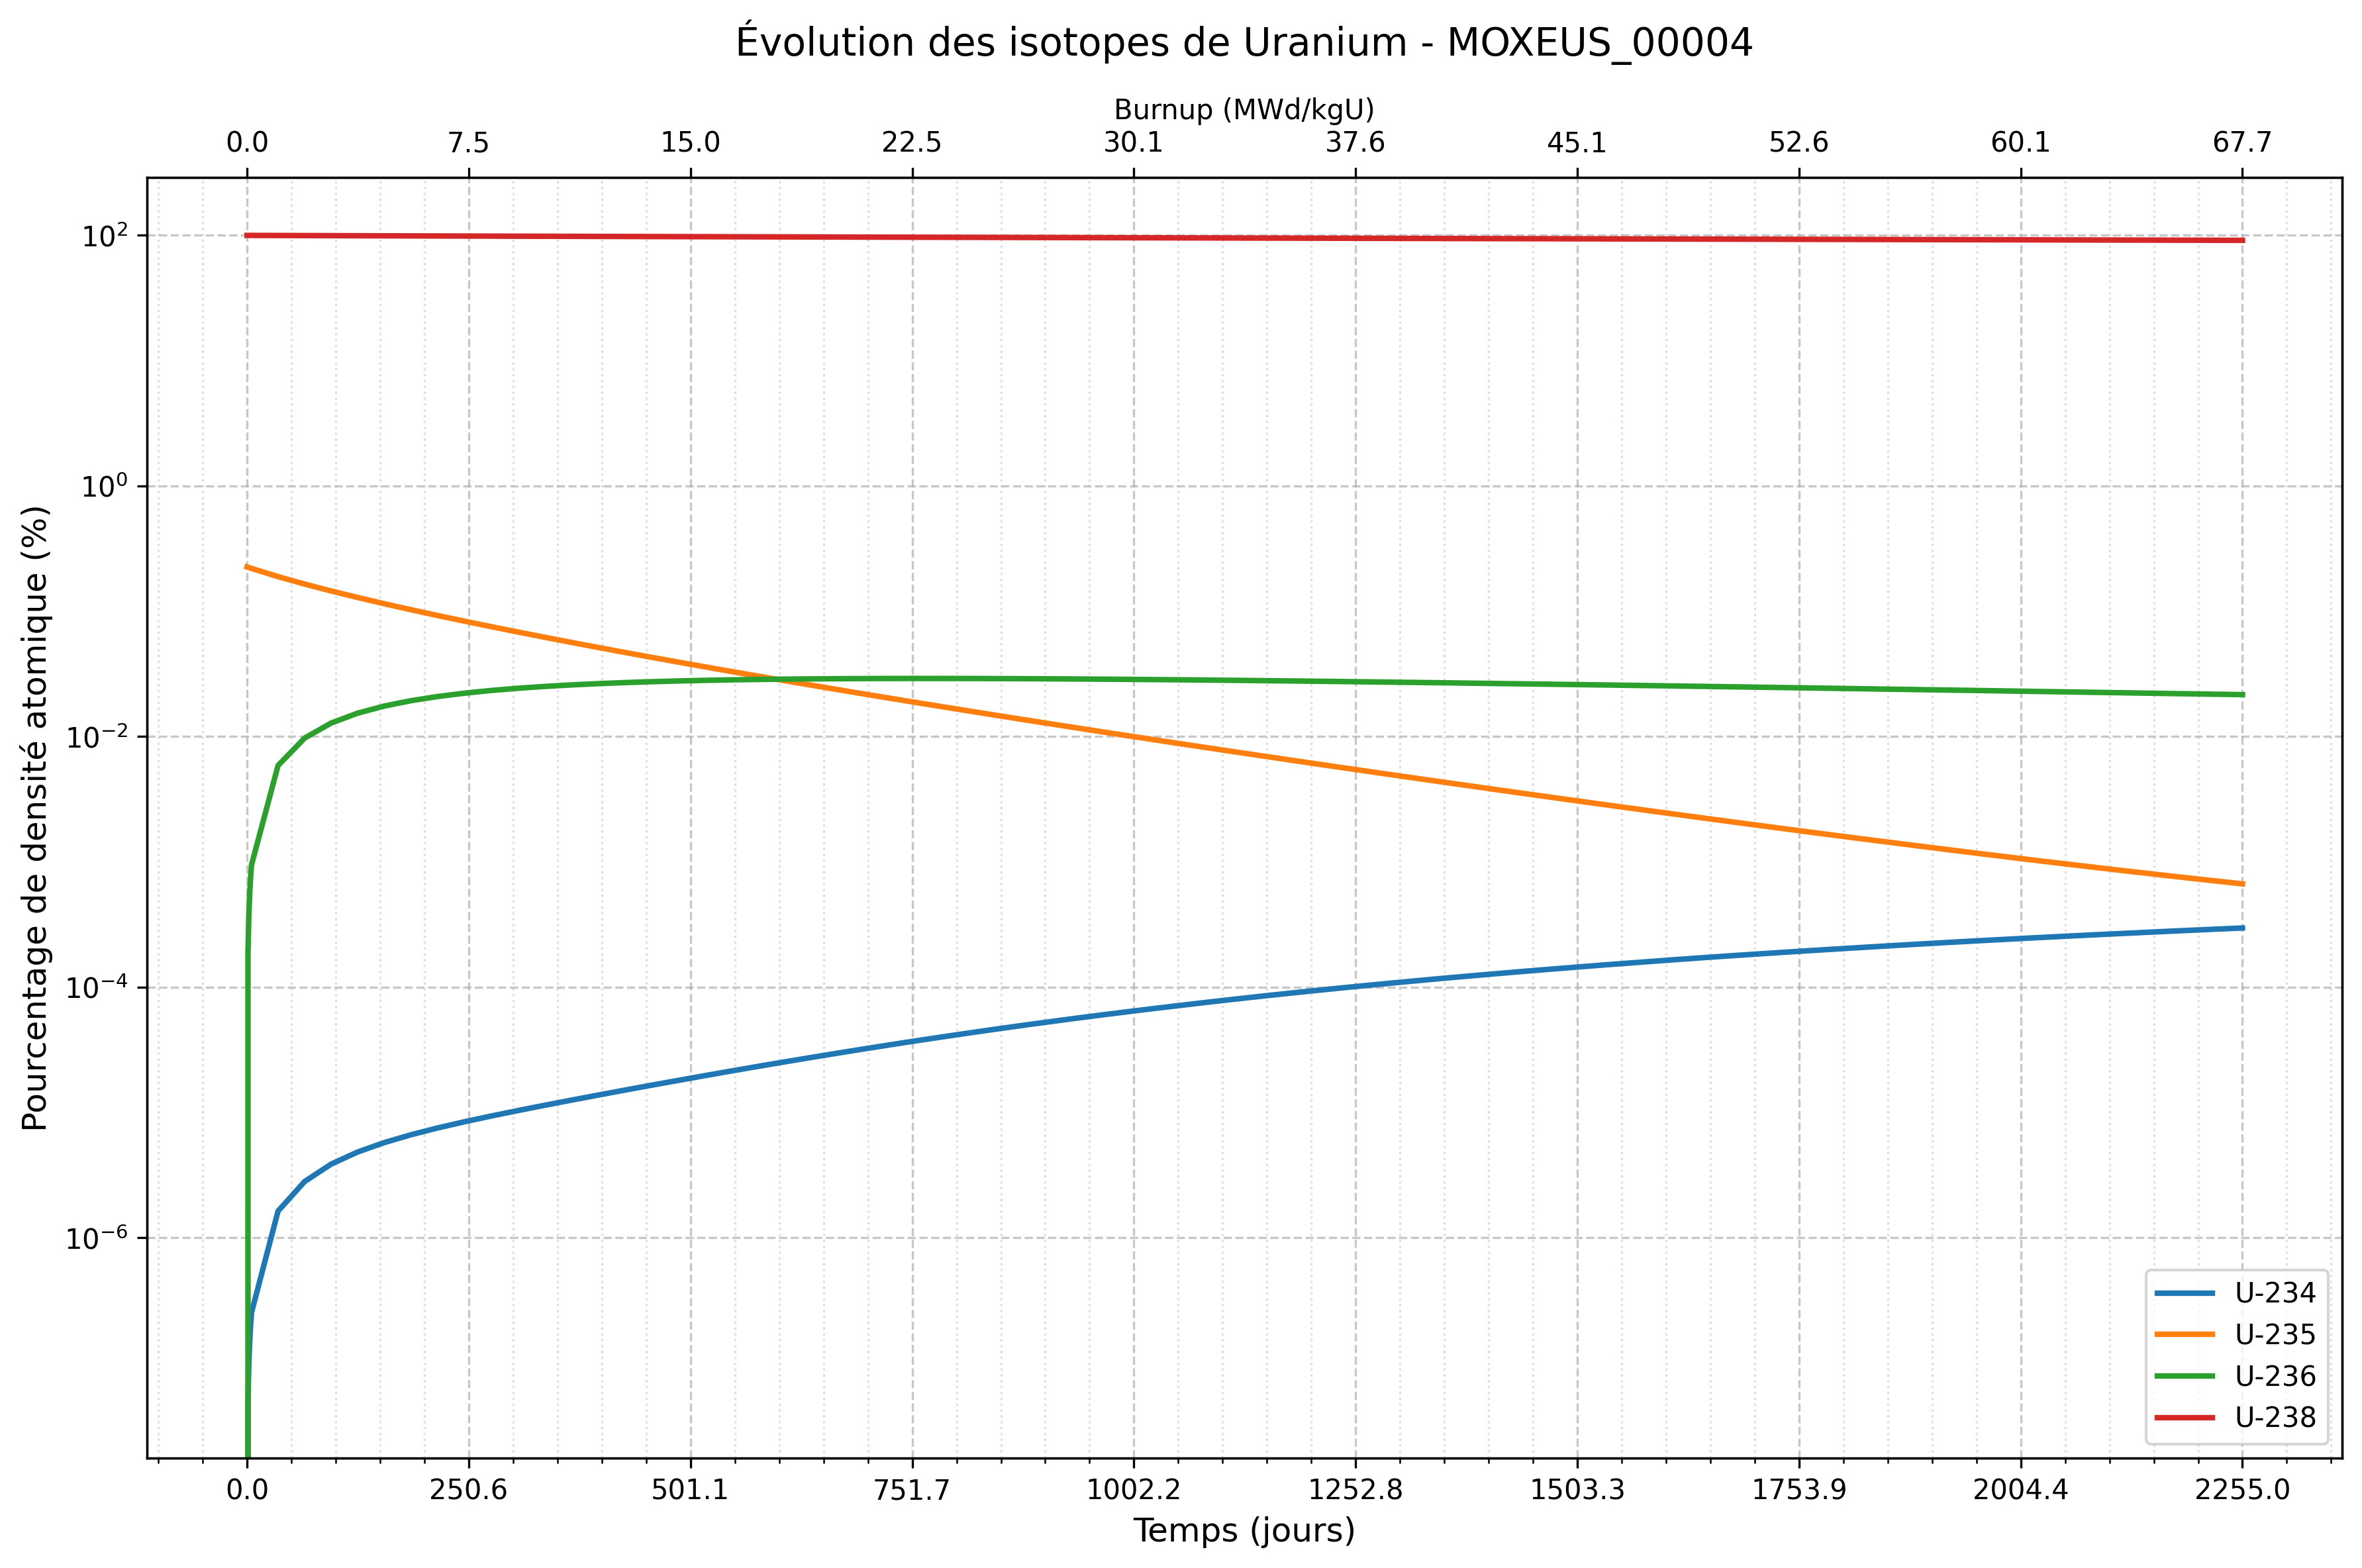 Évolution des isotopes de Uranium - MOXEUS_00004
Burnup (MWd/kgU)
0.0 7.5 15.0 22.5 30.1 37.6 45.1 52.6 60.1 67.7
Pourcentage de densité atomique (%)
10²
10⁰
10⁻²
10⁻⁴
10⁻⁶
U-234
U-235
U-236
U-238
0.0 250.6 501.1 751.7 1002.2 1252.8 1503.3 1753.9 2004.4 2255.0
Temps (jours)